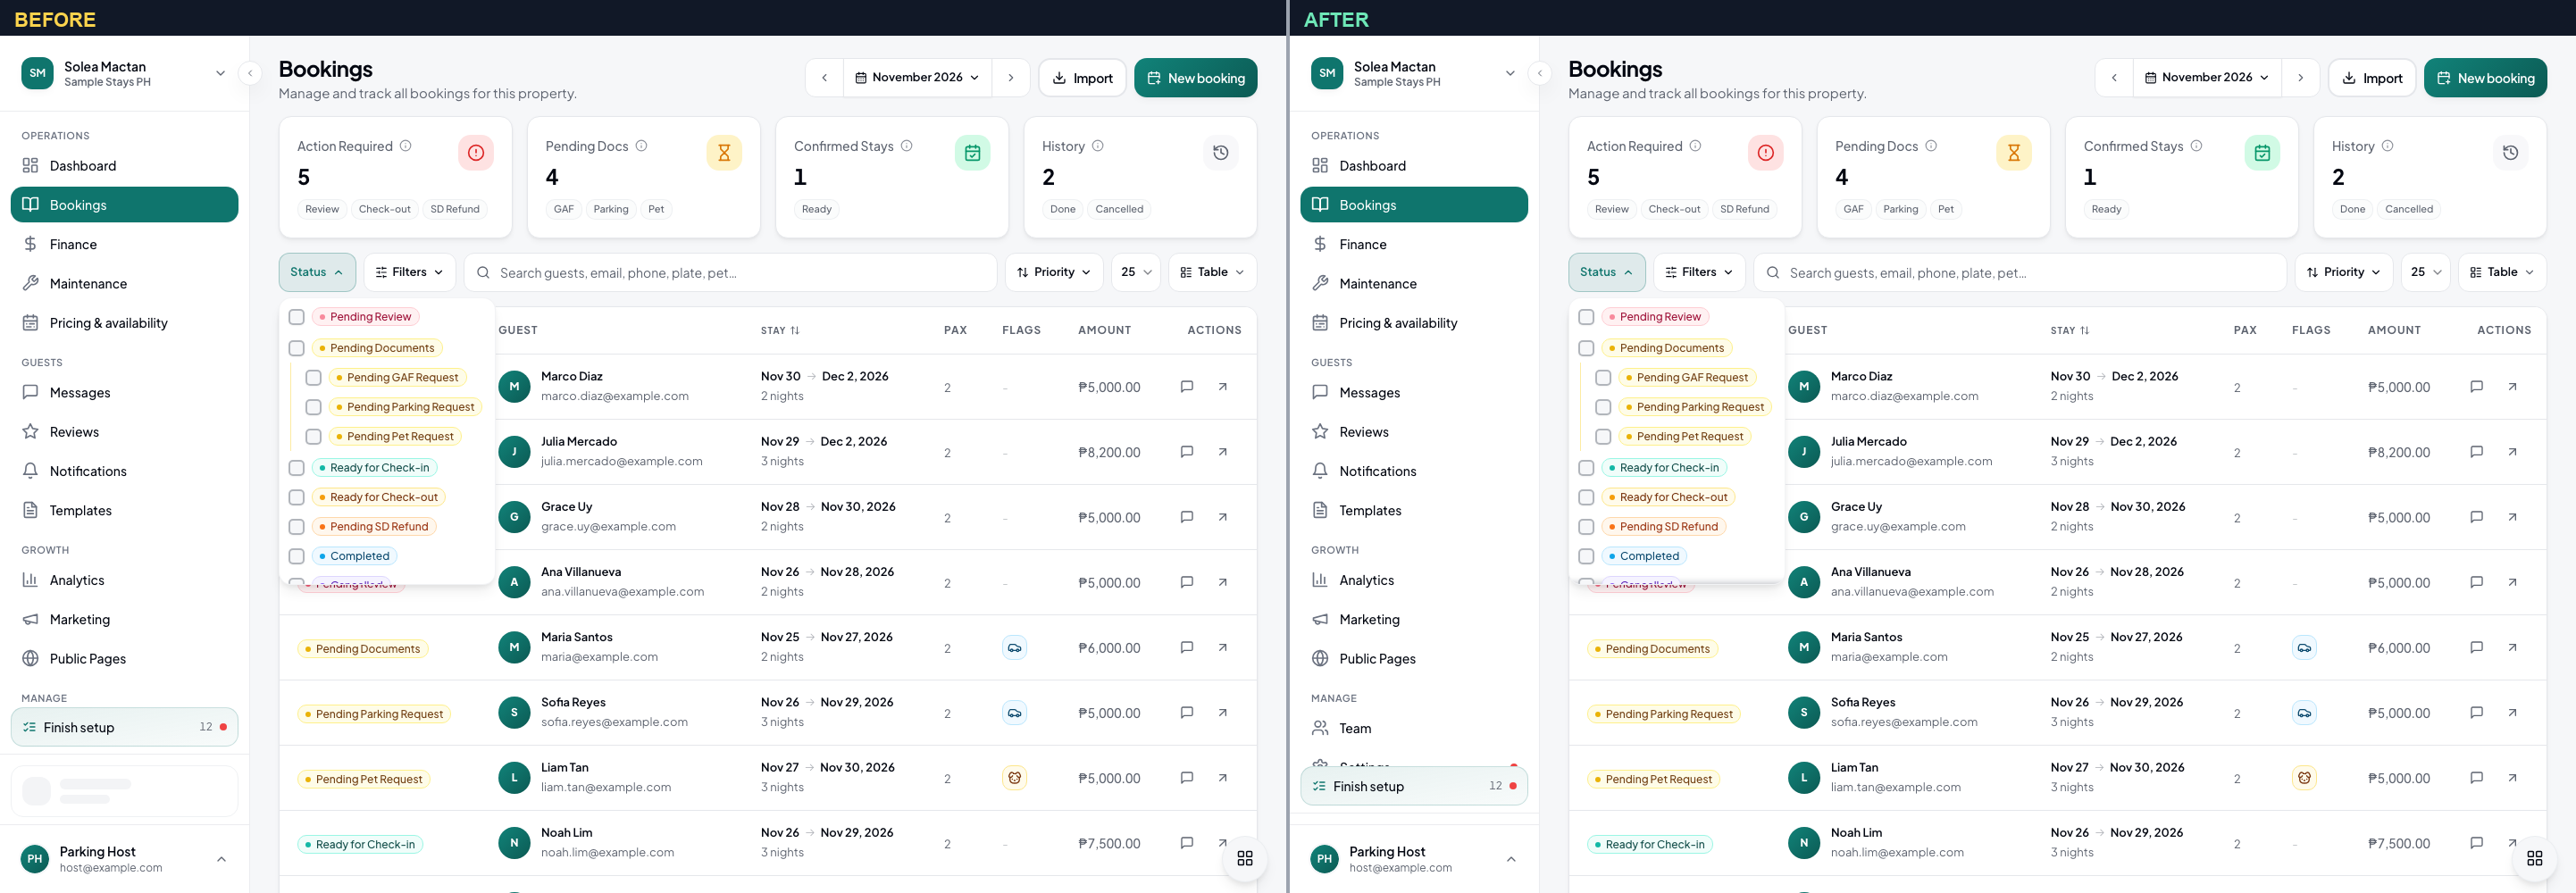 BEFORE
SM
Solea Mactan
Sample Stays PH
OPERATIONS
Dashboard
Bookings
Finance
Maintenance
Pricing & availability
GUESTS
Messages
Reviews
Notifications
Templates
GROWTH
Analytics
Marketing
Public Pages
MANAGE
Finish setup 12
PH
Parking Host
host@example.com
Bookings
Manage and track all bookings for this property.
November 2026
Import
New booking
Action Required
5
Review Check-out SD Refund
Pending Docs
4
GAF Parking Pet
Confirmed Stays
1
Ready
History
2
Done Cancelled
Status
Filters
Search guests, email, phone, plate, pet...
Priority
25
Table
Pending Review
Pending Documents
Pending GAF Request
Pending Parking Request
Pending Pet Request
Ready for Check-in
Ready for Check-out
Pending SD Refund
Completed
GUEST STAY PAX FLAGS AMOUNT ACTIONS
M Marco Diaz Nov 30 → Dec 2, 2026 2 - ₱5,000.00
marco.diaz@example.com 2 nights
J Julia Mercado Nov 29 → Dec 2, 2026 2 - ₱8,200.00
julia.mercado@example.com 3 nights
G Grace Uy Nov 28 → Nov 30, 2026 2 - ₱5,000.00
grace.uy@example.com 2 nights
A Ana Villanueva Nov 26 → Nov 28, 2026 2 - ₱5,000.00
ana.villanueva@example.com 2 nights
Pending Documents M Maria Santos Nov 25 → Nov 27, 2026 2 ₱6,000.00
maria@example.com 2 nights
Pending Parking Request S Sofia Reyes Nov 26 → Nov 29, 2026 2 ₱5,000.00
sofia.reyes@example.com 3 nights
Pending Pet Request L Liam Tan Nov 27 → Nov 30, 2026 2 ₱5,000.00
liam.tan@example.com 3 nights
Ready for Check-in N Noah Lim Nov 26 → Nov 29, 2026 2 - ₱7,500.00
noah.lim@example.com 3 nights
AFTER
SM
Solea Mactan
Sample Stays PH
OPERATIONS
Dashboard
Bookings
Finance
Maintenance
Pricing & availability
GUESTS
Messages
Reviews
Notifications
Templates
GROWTH
Analytics
Marketing
Public Pages
MANAGE
Team
Finish setup 12
PH
Parking Host
host@example.com
Bookings
Manage and track all bookings for this property.
November 2026
Import
New booking
Action Required
5
Review Check-out SD Refund
Pending Docs
4
GAF Parking Pet
Confirmed Stays
1
Ready
History
2
Done Cancelled
Status
Filters
Search guests, email, phone, plate, pet...
Priority
25
Table
Pending Review
Pending Documents
Pending GAF Request
Pending Parking Request
Pending Pet Request
Ready for Check-in
Ready for Check-out
Pending SD Refund
Completed
GUEST STAY PAX FLAGS AMOUNT ACTIONS
M Marco Diaz Nov 30 → Dec 2, 2026 2 - ₱5,000.00
marco.diaz@example.com 2 nights
J Julia Mercado Nov 29 → Dec 2, 2026 2 - ₱8,200.00
julia.mercado@example.com 3 nights
G Grace Uy Nov 28 → Nov 30, 2026 2 - ₱5,000.00
grace.uy@example.com 2 nights
A Ana Villanueva Nov 26 → Nov 28, 2026 2 - ₱5,000.00
ana.villanueva@example.com 2 nights
Pending Documents M Maria Santos Nov 25 → Nov 27, 2026 2 ₱6,000.00
maria@example.com 2 nights
Pending Parking Request S Sofia Reyes Nov 26 → Nov 29, 2026 2 ₱5,000.00
sofia.reyes@example.com 3 nights
Pending Pet Request L Liam Tan Nov 27 → Nov 30, 2026 2 ₱5,000.00
liam.tan@example.com 3 nights
Ready for Check-in N Noah Lim Nov 26 → Nov 29, 2026 2 - ₱7,500.00
noah.lim@example.com 3 nights